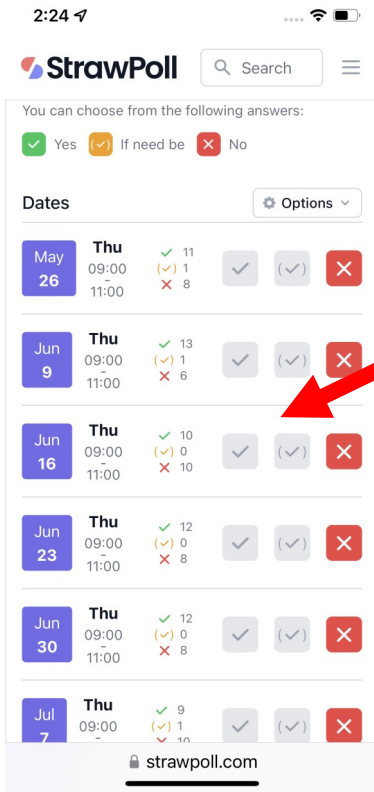 2:24
StrawPoll
Search
You can choose from the following answers:
Yes (✓) If need be No
Dates
Options
May 26 Thu 09:00 - 11:00 11 1 8
Jun 9 Thu 09:00 - 11:00 13 1 6
Jun 16 Thu 09:00 - 11:00 10 0 10
Jun 23 Thu 09:00 - 11:00 12 0 8
Jun 30 Thu 09:00 - 11:00 12 0 8
Jul 7 Thu 09:00 - 9 1 10
strawpoll.com